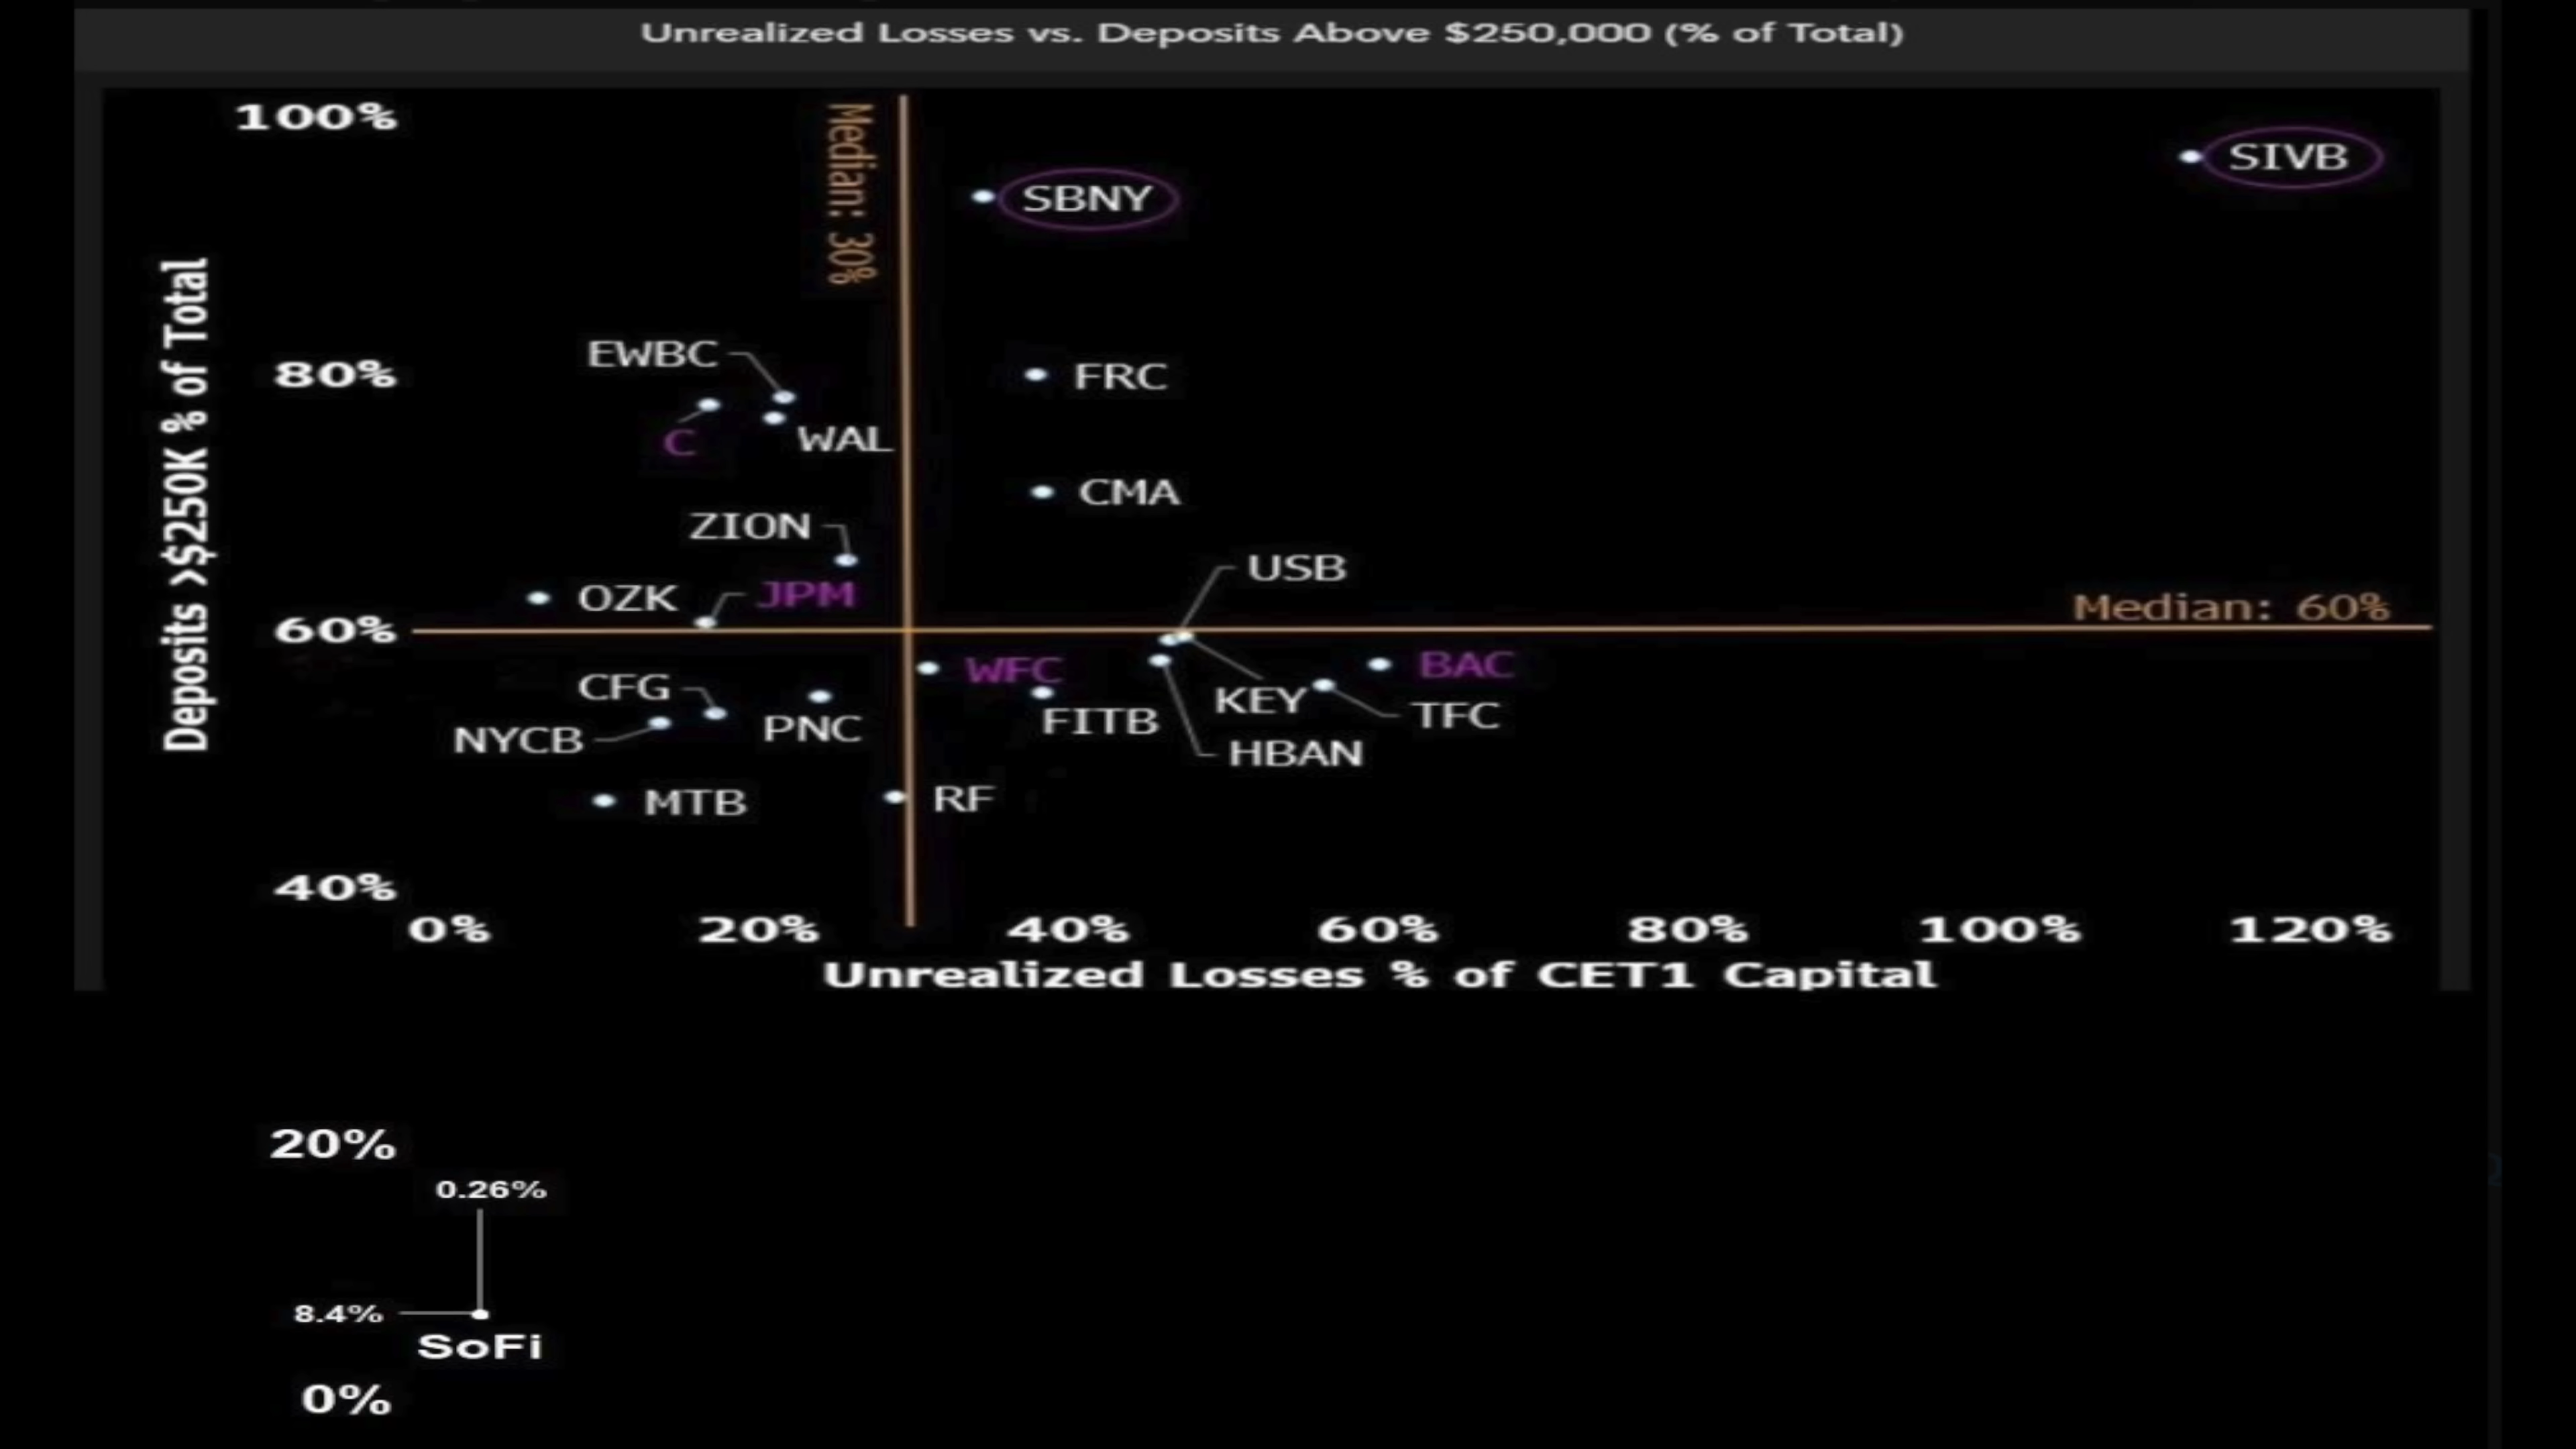 Unrealized Losses vs. Deposits Above $250,000 (% of Total)
100%
Median: 30%
SIVB
SBNY
Deposits >$250K % of Total
EWBC
80%
FRC
C
WAL
CMA
ZION
USB
OZK
JPM
Median: 60%
60%
WFC
BAC
CFG
KEY
TFC
NYCB
PNC
FITB
HBAN
MTB
RF
40%
0% 20% 40% 60% 80% 100% 120%
Unrealized Losses % of CET1 Capital
20%
0.26%
8.4%
SoFi
0%